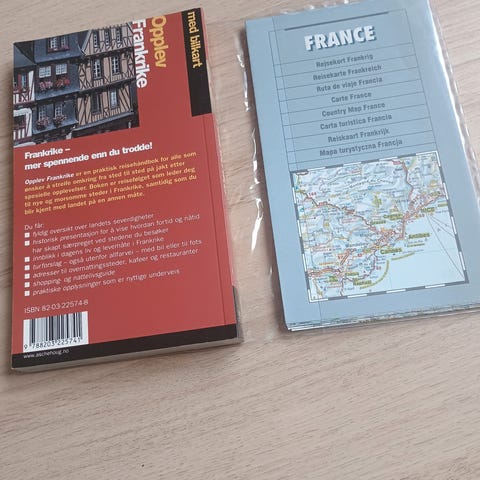 Opplev
Frankrike
med bilkart
Frankrike –
mer spennende enn du trodde!
Opplev Frankrike er en praktisk reisehåndbok for alle som
ønsker å streife omkring fra sted til sted på jakt etter
spesielle opplevelser. Boken er reisefølget som leder deg
til nye og morsomme steder i Frankrike, samtidig som du
blir kjent med landet på en annen måte.
Du får:
fyldig oversikt over landets severdigheter
historisk presentasjon for å vise hvordan fortid og nåtid
har skapt særpreget ved stedene du besøker
innblikk i dagens liv og levemåte i Frankrike
turforslag – også utenfor allfarvei – med bil eller til fots
adresser til overnattingssteder, kafeer og restauranter
shopping- og nattelivsguide
praktiske opplysninger som er nyttige underveis
ISBN 82-03-22574-8
9 788203 225741
www.aschehoug.no
FRANCE
Rejsekort Frankrig
Reisekarte Frankreich
Ruta de viaje Francia
Carte France
Country Map France
Carta turistica Francia
Reiskaart Frankrijk
Mapa turystyczna Francja